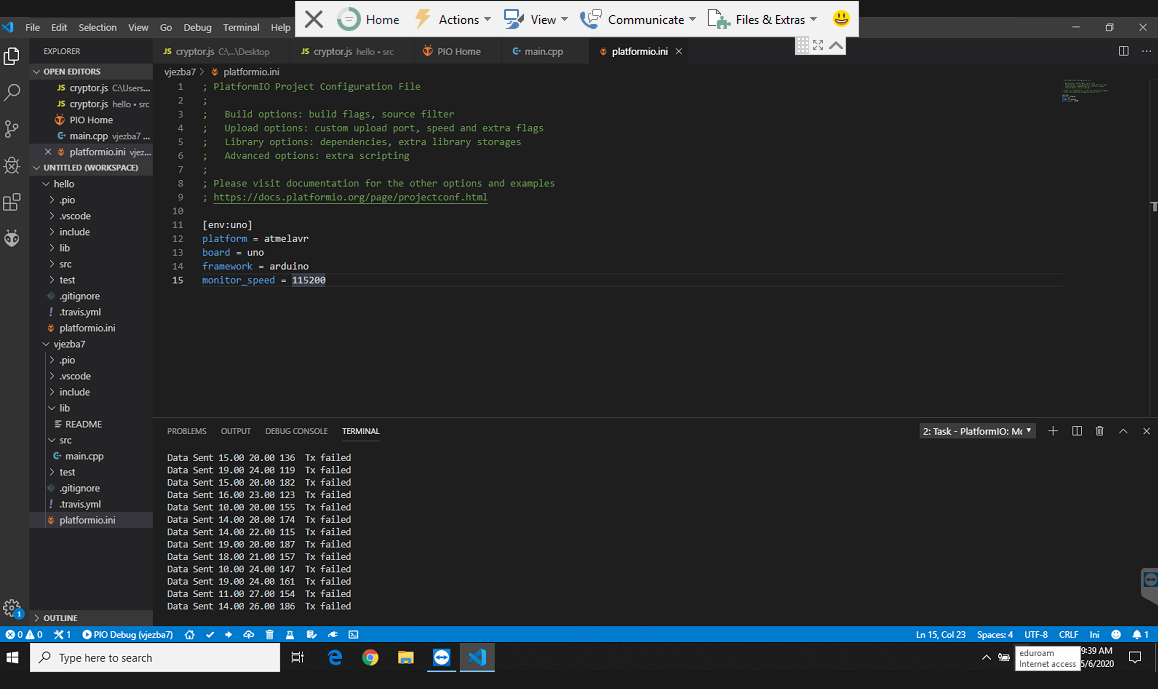 Home
Actions
View
Communicate
Files & Extras
File Edit Selection View Go Debug Terminal Help
EXPLORER
JS cryptor.js C:\...\Desktop
JS cryptor.js hello • src
PIO Home
main.cpp
platformio.ini
OPEN EDITORS
JS cryptor.js C:\Users...
JS cryptor.js hello • src
PIO Home
main.cpp vjezba7 ...
platformio.ini vjez...
UNTITLED (WORKSPACE)
hello
.pio
.vscode
include
lib
src
test
.gitignore
.travis.yml
platformio.ini
vjezba7
.pio
.vscode
include
lib
README
src
main.cpp
test
.gitignore
.travis.yml
platformio.ini
OUTLINE
vjezba7 > platformio.ini
1 ; PlatformIO Project Configuration File
2 ;
3 ;   Build options: build flags, source filter
4 ;   Upload options: custom upload port, speed and extra flags
5 ;   Library options: dependencies, extra library storages
6 ;   Advanced options: extra scripting
7 ;
8 ; Please visit documentation for the other options and examples
9 ; https://docs.platformio.org/page/projectconf.html
10
11 [env:uno]
12 platform = atmelavr
13 board = uno
14 framework = arduino
15 monitor_speed = 115200
PROBLEMS OUTPUT DEBUG CONSOLE TERMINAL
2: Task - PlatformIO: Mc
Data Sent 15.00 20.00 136  Tx failed
Data Sent 19.00 24.00 119  Tx failed
Data Sent 15.00 20.00 182  Tx failed
Data Sent 16.00 23.00 123  Tx failed
Data Sent 10.00 20.00 155  Tx failed
Data Sent 14.00 20.00 174  Tx failed
Data Sent 14.00 22.00 115  Tx failed
Data Sent 19.00 20.00 187  Tx failed
Data Sent 18.00 21.00 157  Tx failed
Data Sent 10.00 24.00 147  Tx failed
Data Sent 19.00 24.00 161  Tx failed
Data Sent 11.00 27.00 154  Tx failed
Data Sent 14.00 26.00 186  Tx failed
1
0 0 1 PIO Debug (vjezba7)
Ln 15, Col 23 Spaces: 4 UTF-8 CRLF Ini 1
Type here to search
eduroam
Internet access
9:39 AM
5/6/2020